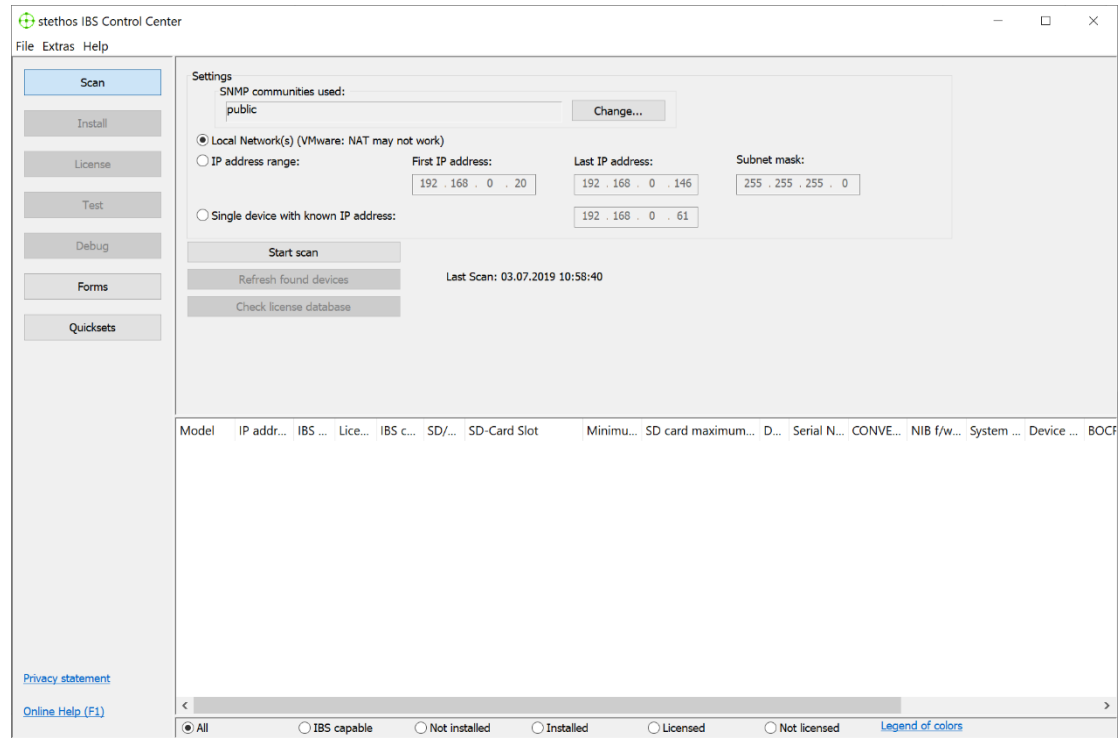 stethos IBS Control Center
File Extras Help
Scan
Install
License
Test
Debug
Forms
Quicksets
Privacy statement
Online Help (F1)
Settings
SNMP communities used:
public
Change...
Local Network(s) (VMware: NAT may not work)
IP address range:
First IP address:
Last IP address:
Subnet mask:
192 . 168 . 0 . 20
192 . 168 . 0 . 146
255 . 255 . 255 . 0
Single device with known IP address:
192 . 168 . 0 . 61
Start scan
Refresh found devices
Last Scan: 03.07.2019 10:58:40
Check license database
Model IP addr... IBS ... Lice... IBS c... SD/... SD-Card Slot Minimu... SD card maximum... D... Serial N... CONVE... NIB f/w... System ... Device ... BOCR
All IBS capable Not installed Installed Licensed Not licensed Legend of colors